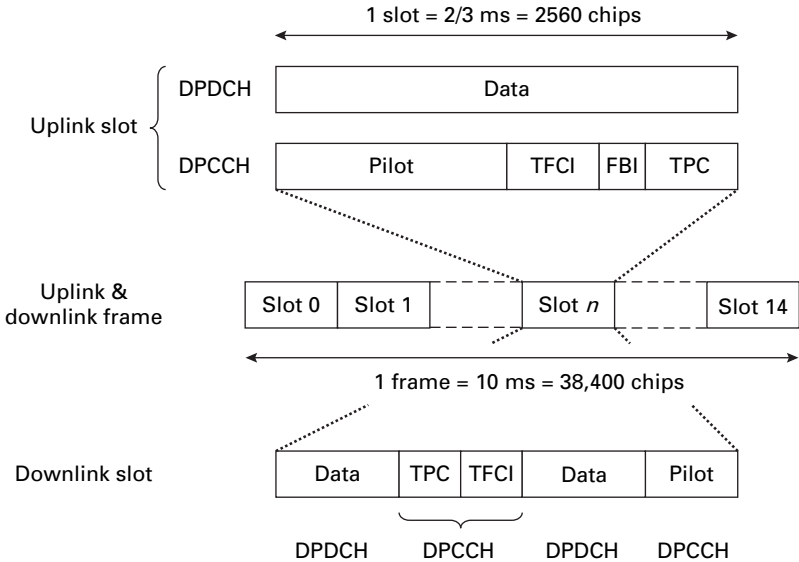 1 slot = 2/3 ms = 2560 chips
DPDCH
Data
Uplink slot
DPCCH
Pilot
TFCI
FBI
TPC
Uplink &
downlink frame
Slot 0
Slot 1
Slot n
Slot 14
1 frame = 10 ms = 38,400 chips
Downlink slot
Data
TPC
TFCI
Data
Pilot
DPDCH
DPCCH
DPDCH
DPCCH